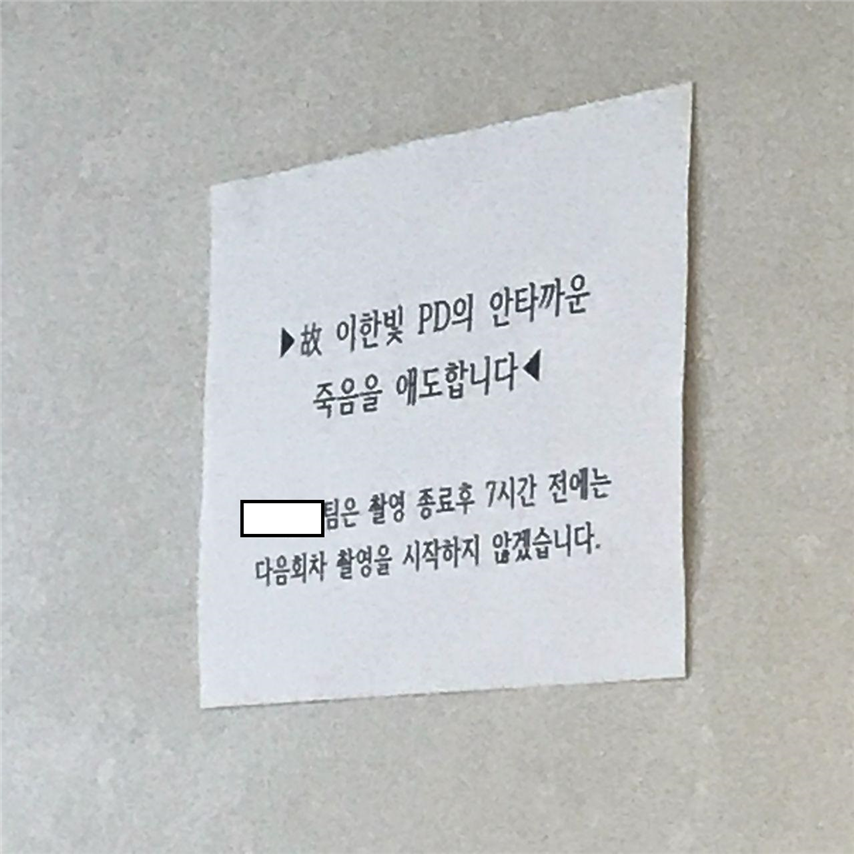 ▶故 이한빛 PD의 안타까운
죽음을 애도합니다◀
팀은 촬영 종료후 7시간 전에는
다음회차 촬영을 시작하지 않겠습니다.